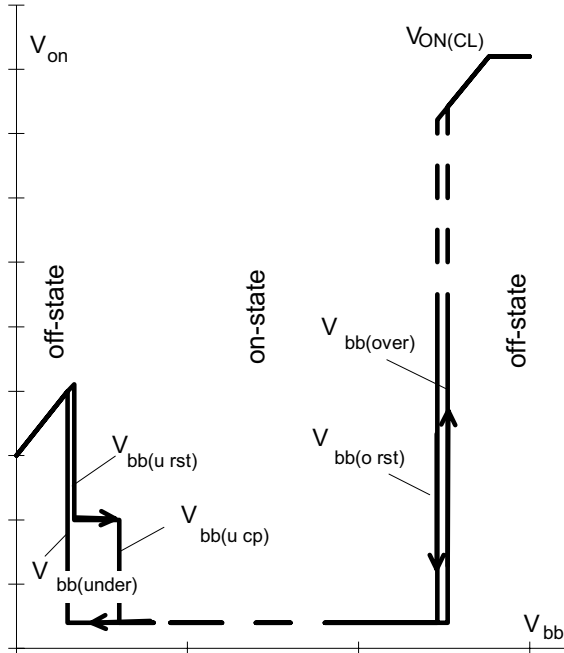 V on
VON(CL)
off-state
on-state
off-state
V bb(over)
V bb(o rst)
V bb(u rst)
V bb(u cp)
V bb(under)
V bb